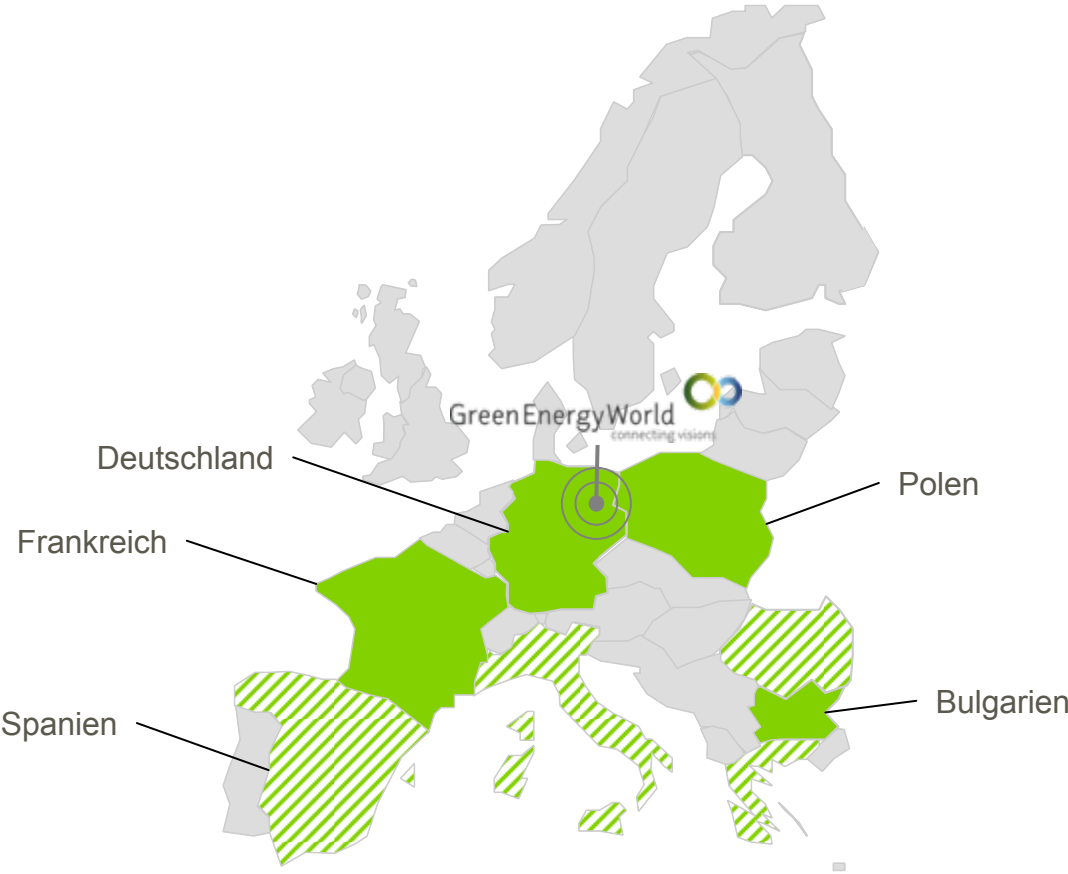 GreenEnergyWorld
connecting visions
Deutschland
Polen
Frankreich
Bulgarien
Spanien